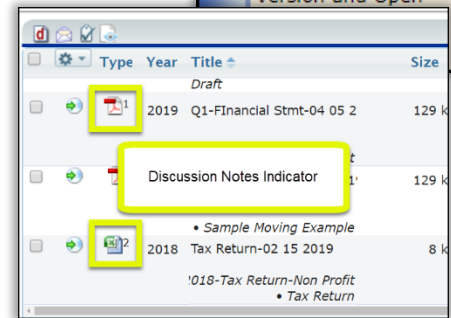 Version and Open
Type Year Title Size
Draft
1 2019 Q1-FInancial Stmt-04 05 2 129 k
Discussion Notes Indicator
129 k
• Sample Moving Example
2 2018 Tax Return-02 15 2019 8 k
2018-Tax Return-Non Profit
• Tax Return